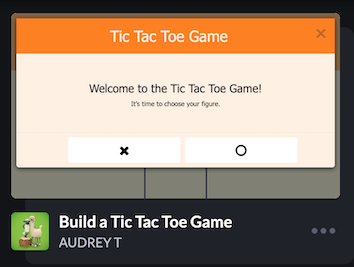 Tic Tac Toe Game
Welcome to the Tic Tac Toe Game!
It's time to choose your figure.
Build a Tic Tac Toe Game
AUDREY T